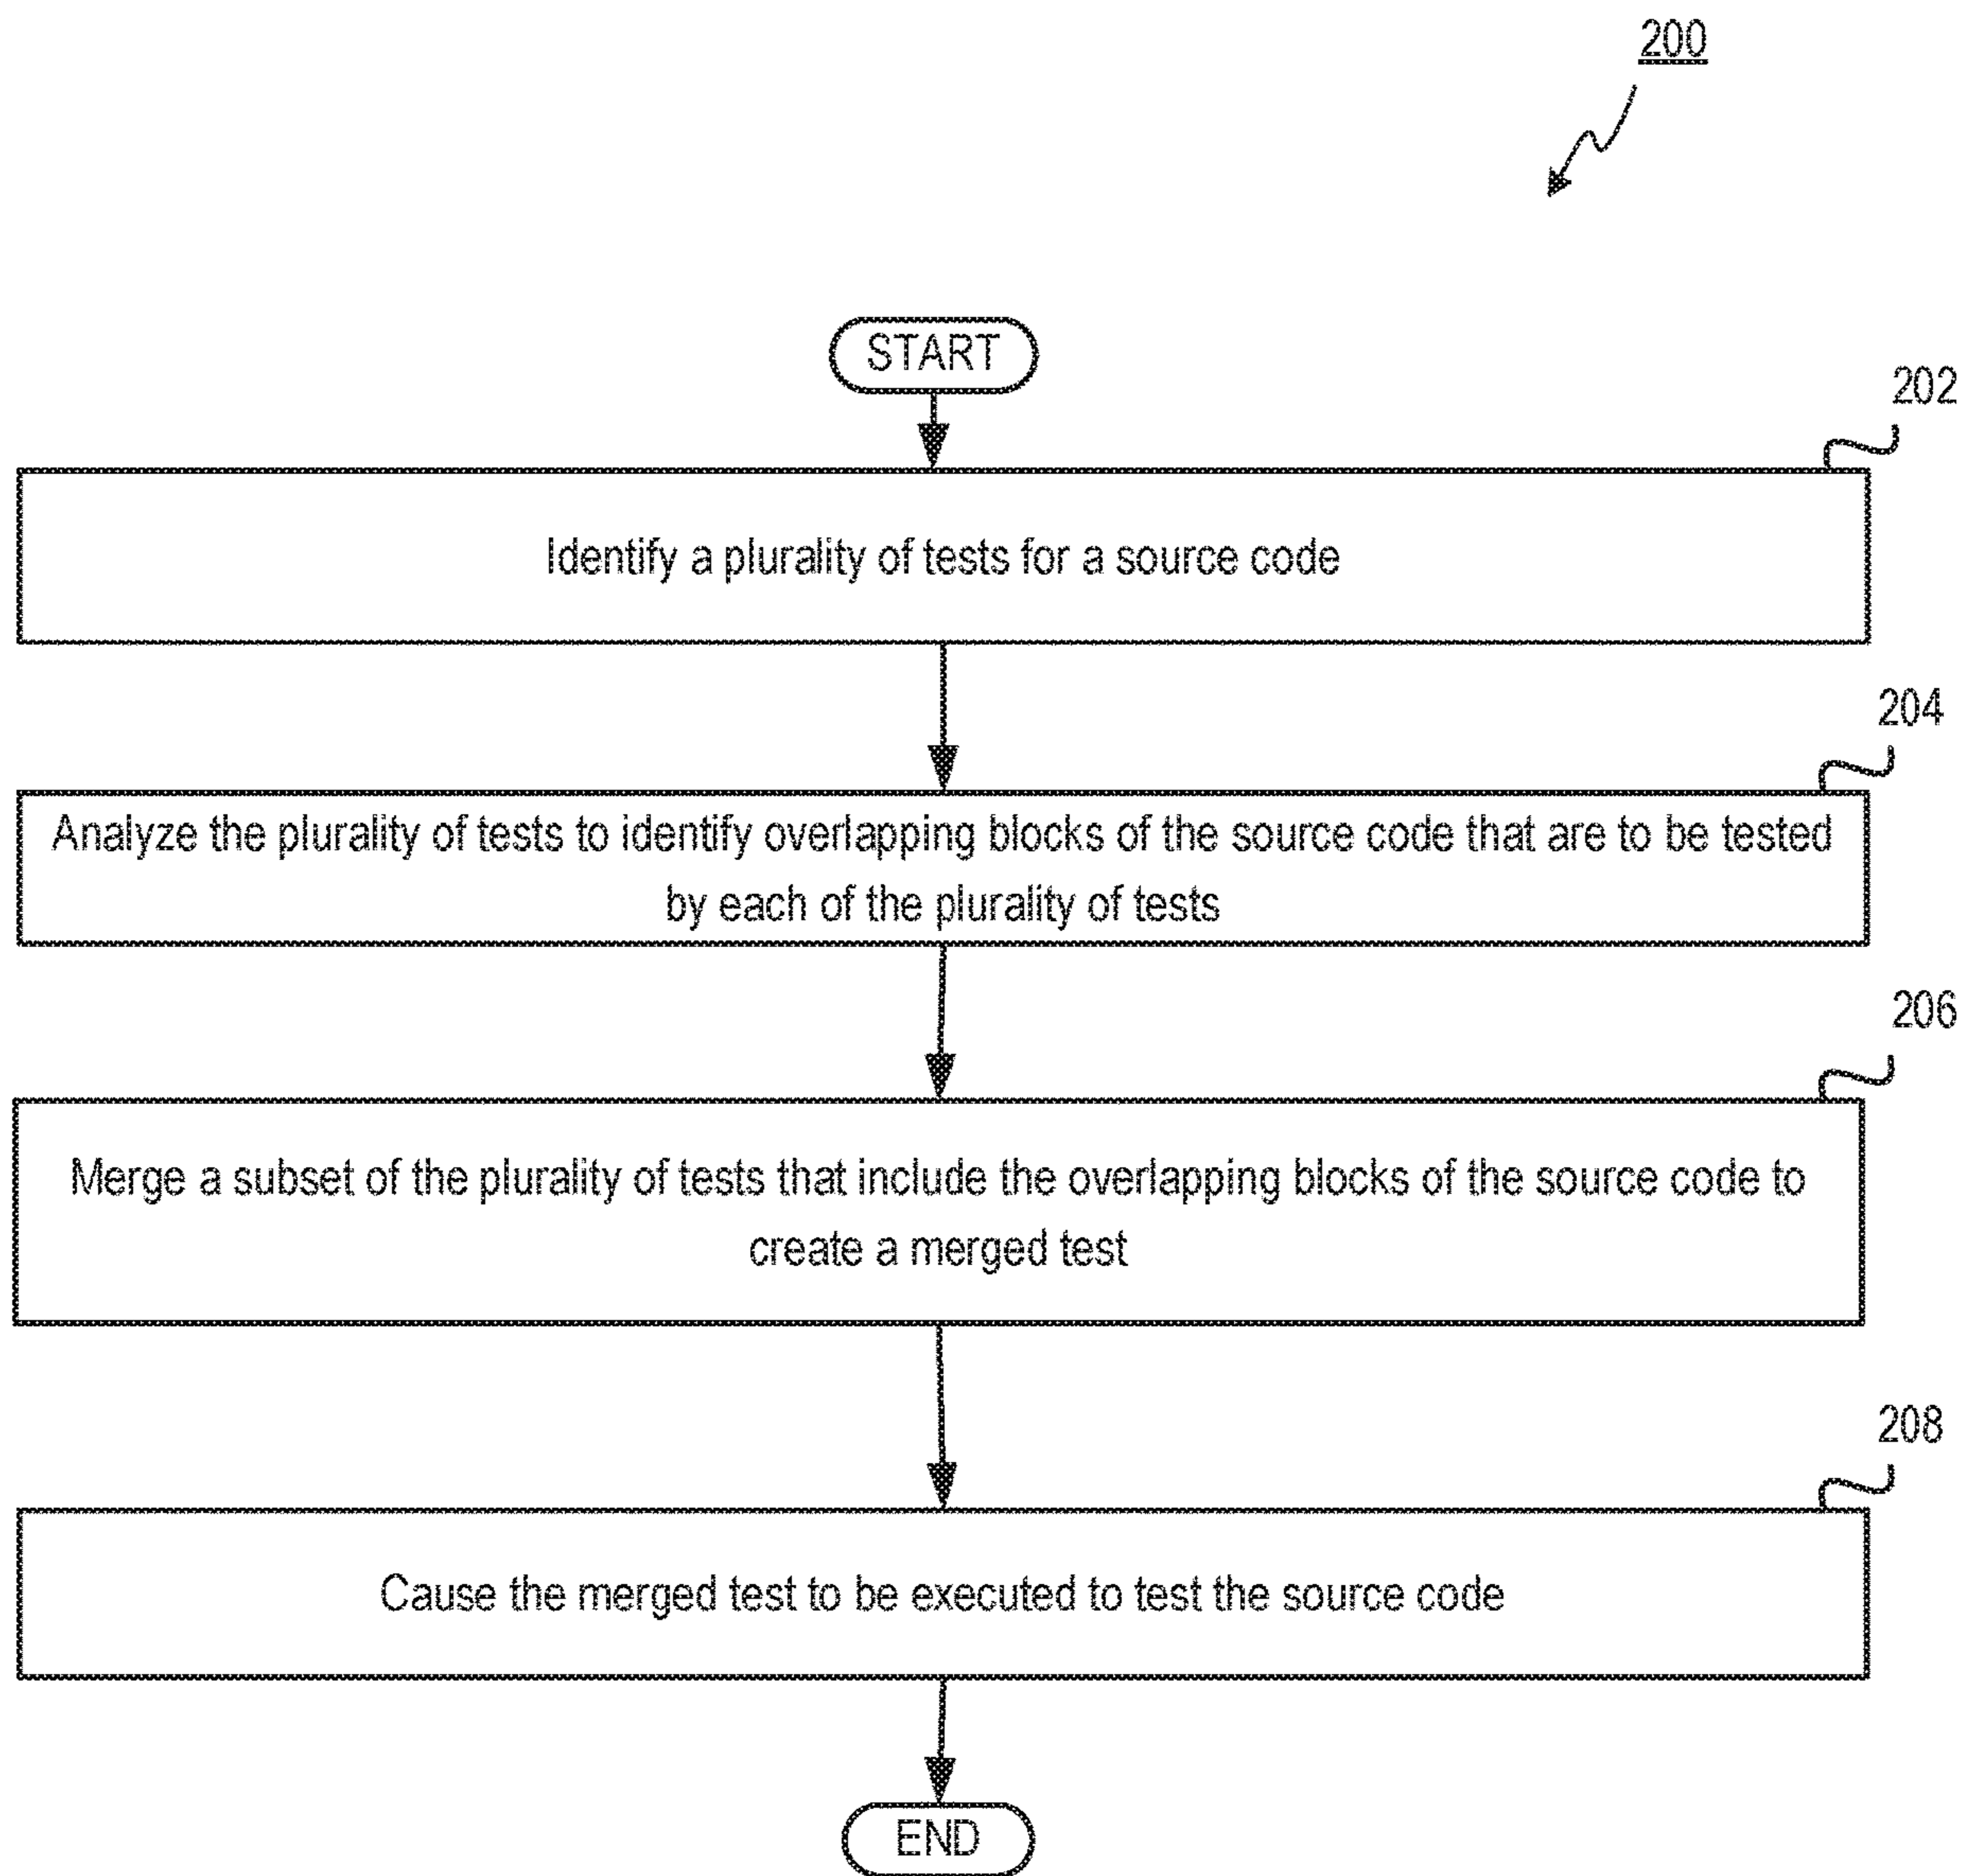 200
START
202
Identify a plurality of tests for a source code
204
Analyze the plurality of tests to identify overlapping blocks of the source code that are to be tested
by each of the plurality of tests
206
Merge a subset of the plurality of tests that include the overlapping blocks of the source code to
create a merged test
208
Cause the merged test to be executed to test the source code
END